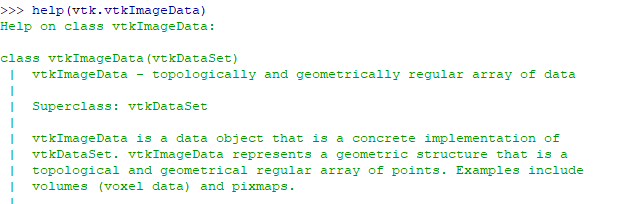 >>> help(vtk.vtkImageData)
Help on class vtkImageData:

class vtkImageData(vtkDataSet)
 |  vtkImageData - topologically and geometrically regular array of data
 |
 |  Superclass: vtkDataSet
 |
 |  vtkImageData is a data object that is a concrete implementation of
 |  vtkDataSet. vtkImageData represents a geometric structure that is a
 |  topological and geometrical regular array of points. Examples include
 |  volumes (voxel data) and pixmaps.
 |